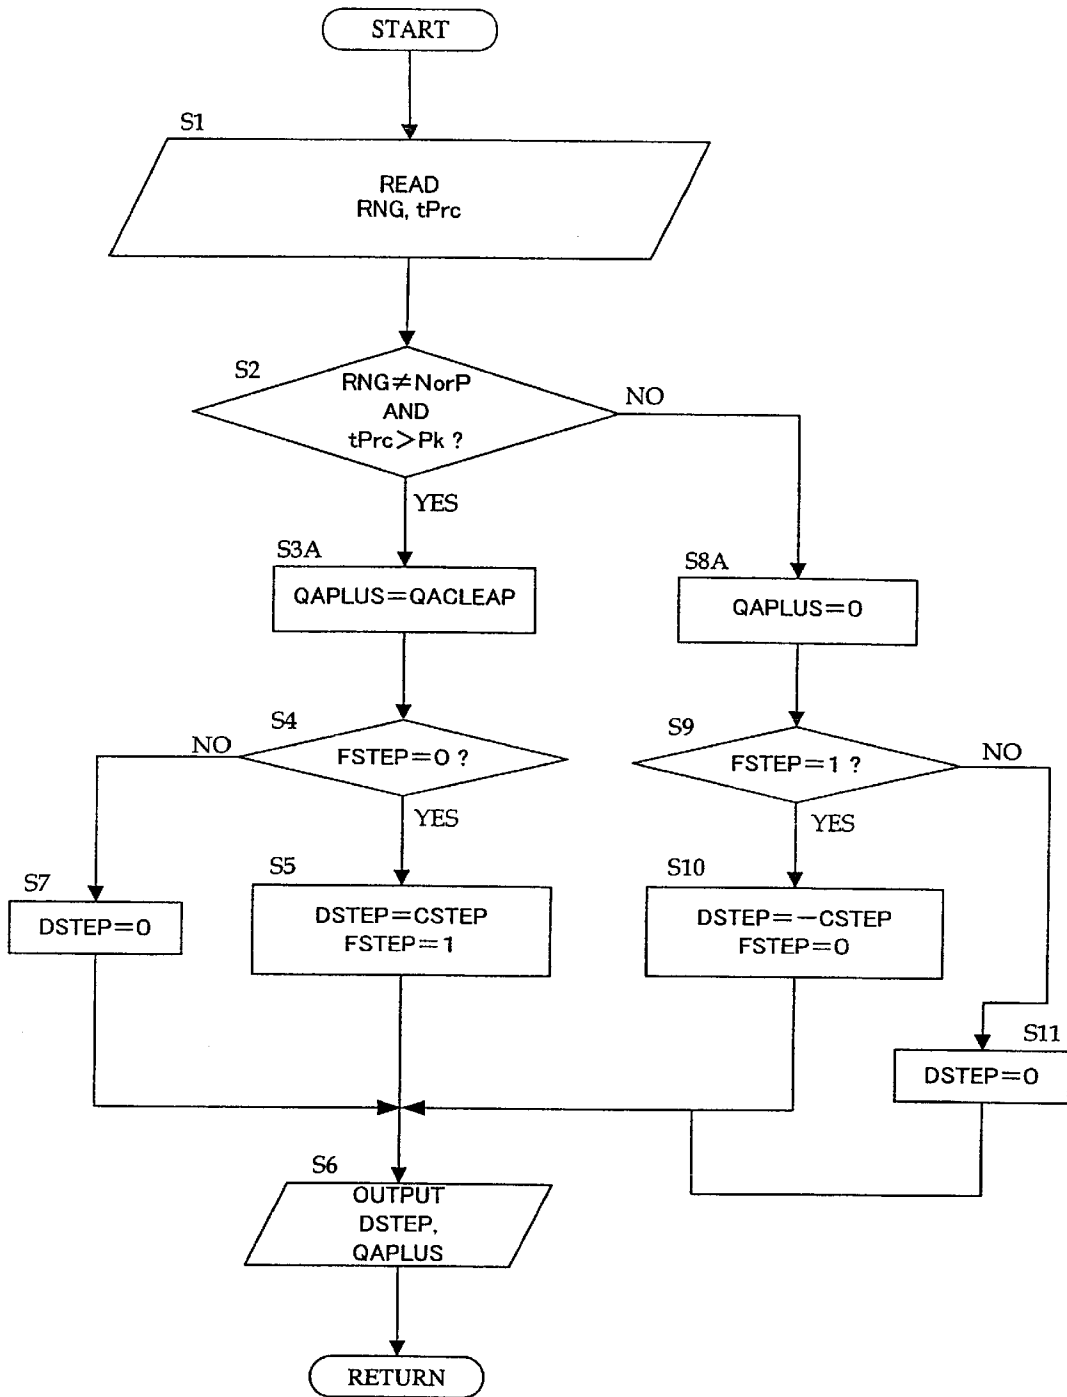 START
S1
READ
RNG, tPrc
S2
RNG≠NorP
AND
tPrc>Pk ?
NO
YES
S3A
QAPLUS=QACLEAP
S8A
QAPLUS=0
S4
NO
FSTEP=0 ?
YES
S9
FSTEP=1 ?
NO
YES
S7
DSTEP=0
S5
DSTEP=CSTEP
FSTEP=1
S10
DSTEP=-CSTEP
FSTEP=0
S11
DSTEP=0
S6
OUTPUT
DSTEP,
QAPLUS
RETURN